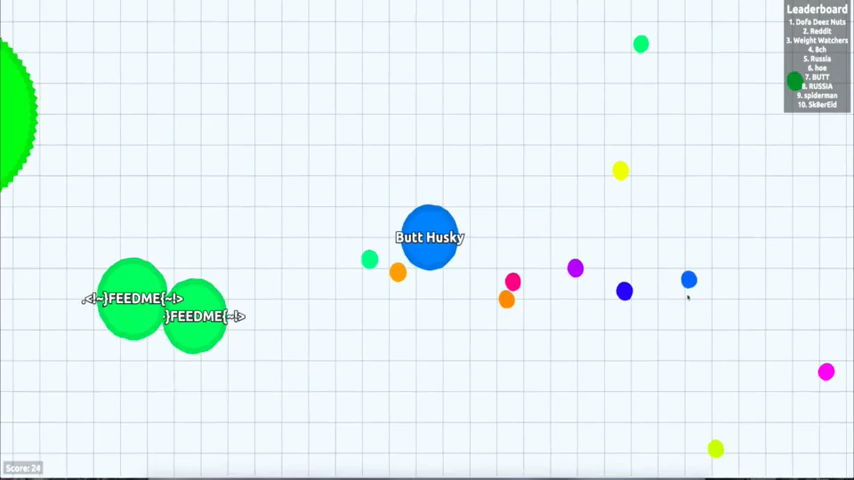 Leaderboard
1. Dofa Deez Nuts
2. Reddit
3. Weight Watchers
4. 8ch
5. Russia
6. hoe
7. BUTT
8. RUSSIA
9. spiderman
10. Sk8erEid
Butt Husky
.<!~}FEEDME{~!>
}FEEDME{~!>
Score: 24